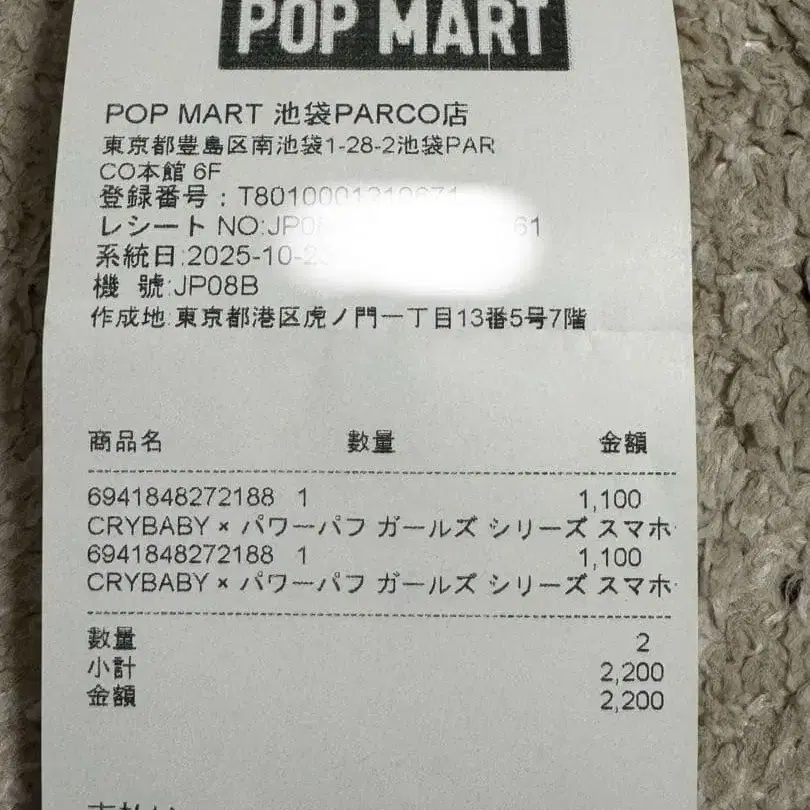 POP MART
POP MART 池袋PARCO店
東京都豊島区南池袋1-28-2池袋PAR
CO本館 6F
登録番号：T8010001
レシート NO:JP08 61
系統日:2025-10-2
機 號:JP08B
作成地:東京都港区虎ノ門一丁目13番5号7階
商品名 數量 金額
6941848272188 1 1,100
CRYBABY × パワーパフ ガールズ シリーズ スマホ
6941848272188 1 1,100
CRYBABY × パワーパフ ガールズ シリーズ スマホ
數量 2
小計 2,200
金額 2,200